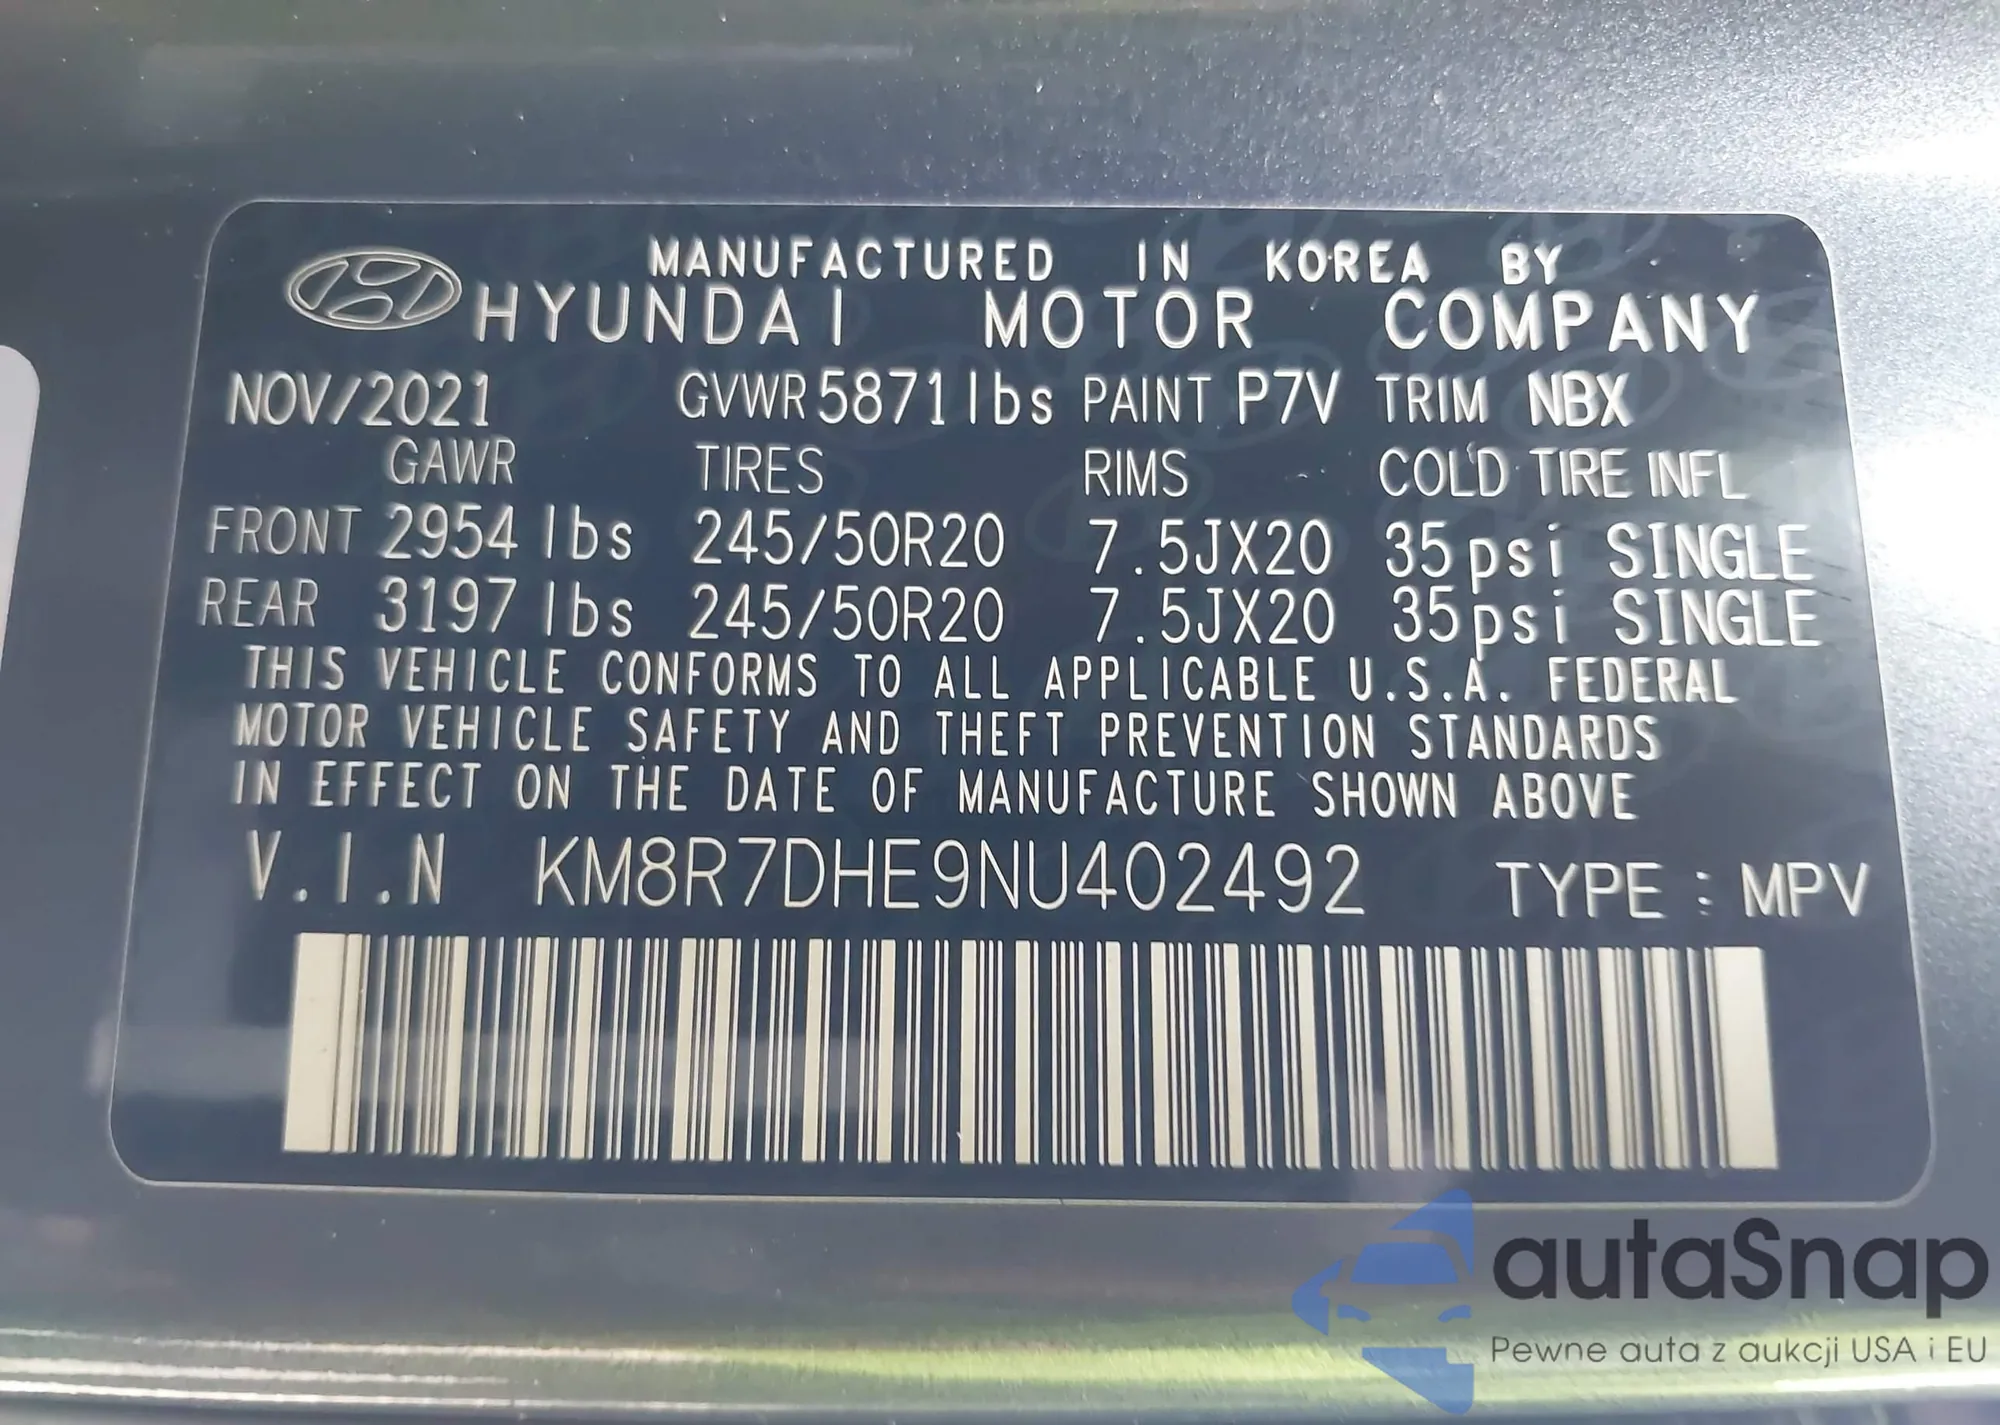 MANUFACTURED IN KOREA BY
HYUNDAI MOTOR COMPANY
NOV/2021 GVWR 5871lbs PAINT P7V TRIM NBX
GAWR TIRES RIMS COLD TIRE INFL
FRONT 2954 lbs 245/50R20 7.5JX20 35psi SINGLE
REAR 3197 lbs 245/50R20 7.5JX20 35psi SINGLE
THIS VEHICLE CONFORMS TO ALL APPLICABLE U.S.A. FEDERAL
MOTOR VEHICLE SAFETY AND THEFT PREVENTION STANDARDS
IN EFFECT ON THE DATE OF MANUFACTURE SHOWN ABOVE
V.I.N KM8R7DHE9NU402492 TYPE : MPV
autaSnap
Pewne auta z aukcji USA i EU